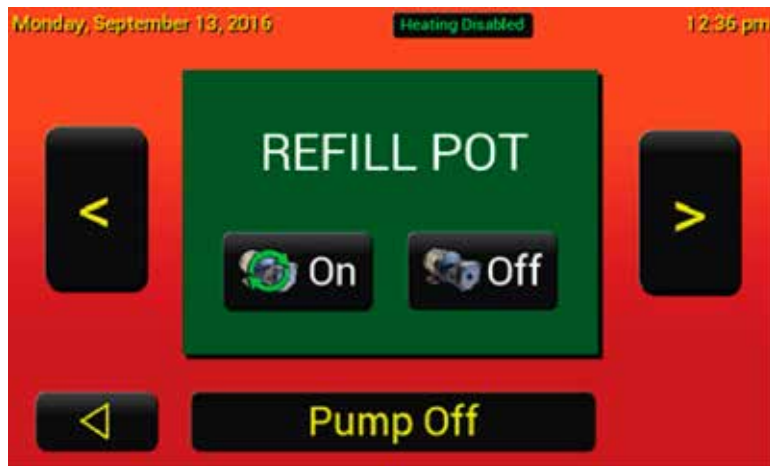 Monday, September 13, 2016 Heating Disabled 12:36 pm
REFILL POT
< >
On Off
Pump Off